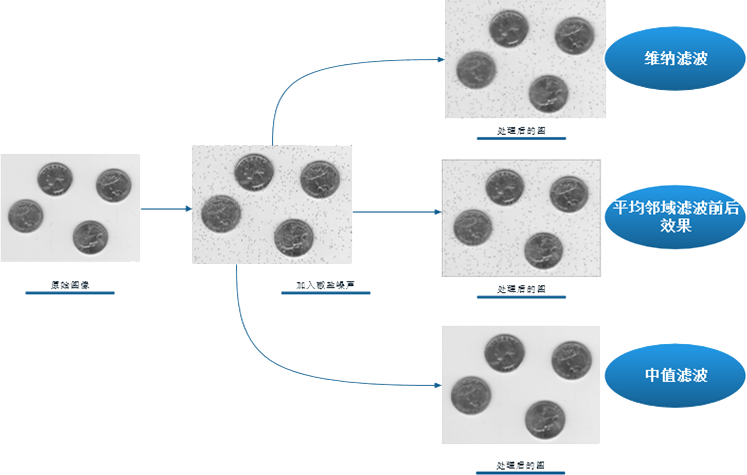 维纳滤波
处理后的图
平均邻域滤波前后
效果
原始图像
加入椒盐噪声
处理后的图
中值滤波
处理后的图